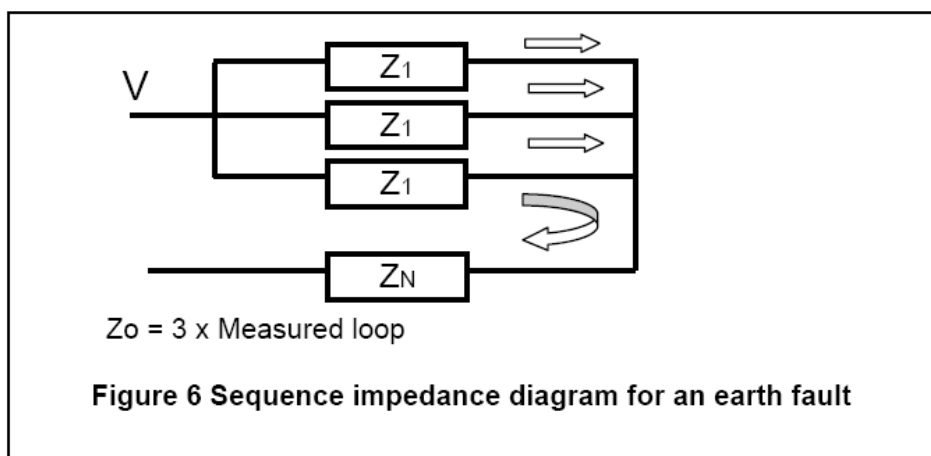 V
Z1
Z1
Z1
ZN
Zo = 3 x Measured loop
Figure 6 Sequence impedance diagram for an earth fault